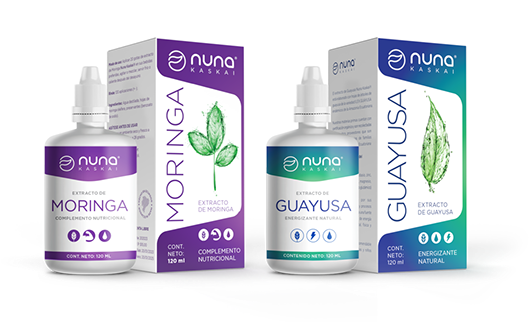 nuna
KASKAI
EXTRACTO DE
MORINGA
COMPLEMENTO NUTRICIONAL
CONT. NETO: 120 ML
nuna
KASKAI
MORINGA
EXTRACTO
DE MORINGA
CONT. NETO:
120 ml
COMPLEMENTO
NUTRICIONAL
nuna
KASKAI
EXTRACTO DE
GUAYUSA
ENERGIZANTE NATURAL
CONTENIDO NETO: 120 ML
nuna
KASKAI
GUAYUSA
EXTRACTO
DE GUAYUSA
CONT. NETO:
120 ml
ENERGIZANTE
NATURAL